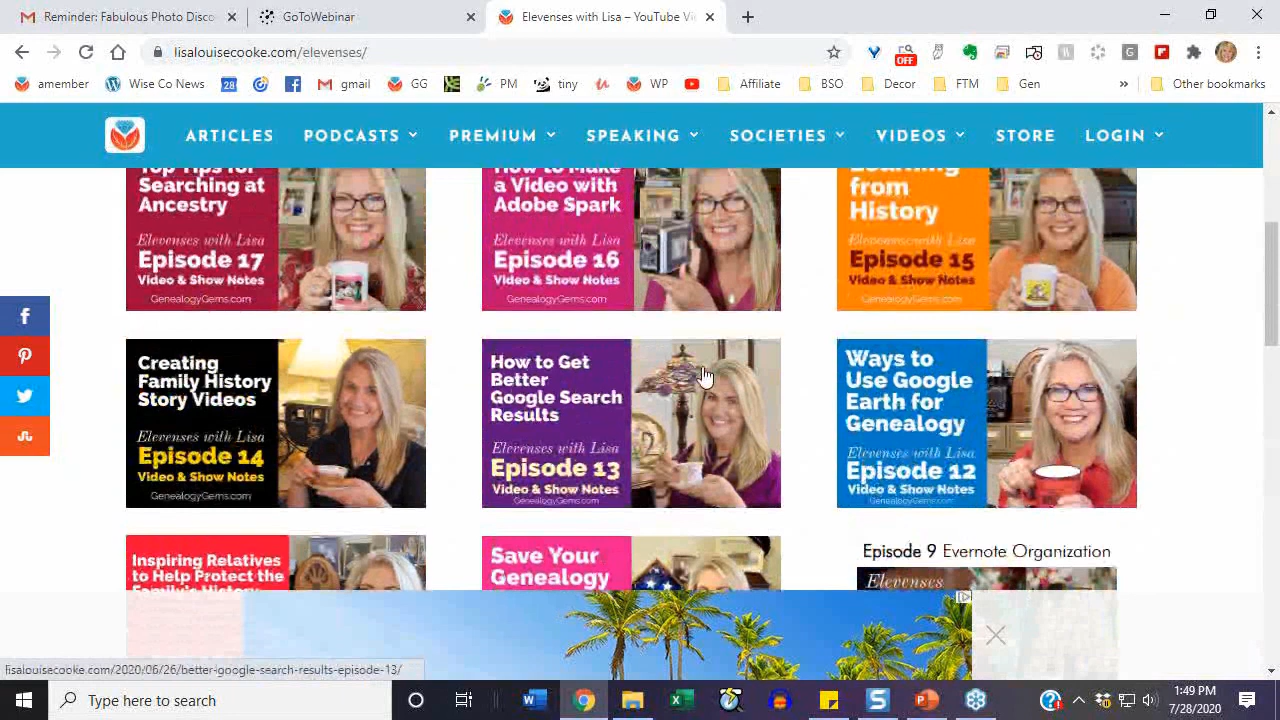 Reminder: Fabulous Photo Disco
GoToWebinar
Elevenses with Lisa – YouTube Vi
lisalouisecooke.com/elevenses/
OFF
amember
Wise Co News
28
gmail
GG
PM
tiny
WP
Affiliate
BSO
Decor
FTM
Gen
»
Other bookmarks
ARTICLES
PODCASTS
PREMIUM
SPEAKING
SOCIETIES
VIDEOS
STORE
LOGIN
Top Tips for
Searching at
Ancestry
Elevenses with Lisa
Episode 17
Video & Show Notes
GenealogyGems.com
How to Make
a Video with
Adobe Spark
Elevenses with Lisa
Episode 16
Video & Show Notes
GenealogyGems.com
Learning
from
History
Elevenses with Lisa
Episode 15
Video & Show Notes
GenealogyGems.com
Creating
Family History
Story Videos
Elevenses with Lisa
Episode 14
Video & Show Notes
GenealogyGems.com
How to Get
Better
Google Search
Results
Elevenses with Lisa
Episode 13
Video & Show Notes
GenealogyGems.com
Ways to
Use Google
Earth for
Genealogy
Elevenses with Lisa
Episode 12
Video & Show Notes
GenealogyGems.com
Inspiring Relatives
to Help Protect the
Family's History
Save Your
Genealogy
Episode 9 Evernote Organization
Elevenses
lisalouisecooke.com/2020/06/26/better-google-search-results-episode-13/
Type here to search
1:49 PM
7/28/2020